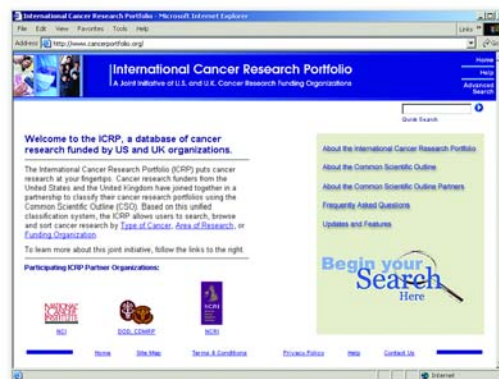 International Cancer Research Portfolio - Microsoft Internet Explorer
File Edit View Favorites Tools Help
Links
Address http://www.cancerportfolio.org/
Go
International Cancer Research Portfolio
A Joint Initiative of U.S. and U.K. Cancer Research Funding Organizations
Home
Help
Advanced
Search
Quick Search
Welcome to the ICRP, a database of cancer
research funded by US and UK organizations.
The International Cancer Research Portfolio (ICRP) puts cancer
research at your fingertips. Cancer research funders from the
United States and the United Kingdom have joined together in a
partnership to classify their cancer research portfolios using the
Common Scientific Outline (CSO). Based on this unified
classification system, the ICRP allows users to search, browse
and sort cancer research by Type of Cancer, Area of Research, or
Funding Organization.
To learn more about this joint initiative, follow the links to the right.
Participating ICRP Partner Organizations:
NATIONAL
CANCER
INSTITUTE
NCRI
NCI
DOD, CDMRP
NCRI
About the International Cancer Research Portfolio
About the Common Scientific Outline
About the Common Scientific Outline Partners
Frequently Asked Questions
Updates and Features
Begin your
Search
Here
Home Site Map Terms & Conditions Privacy Policy Help Contact Us
Internet